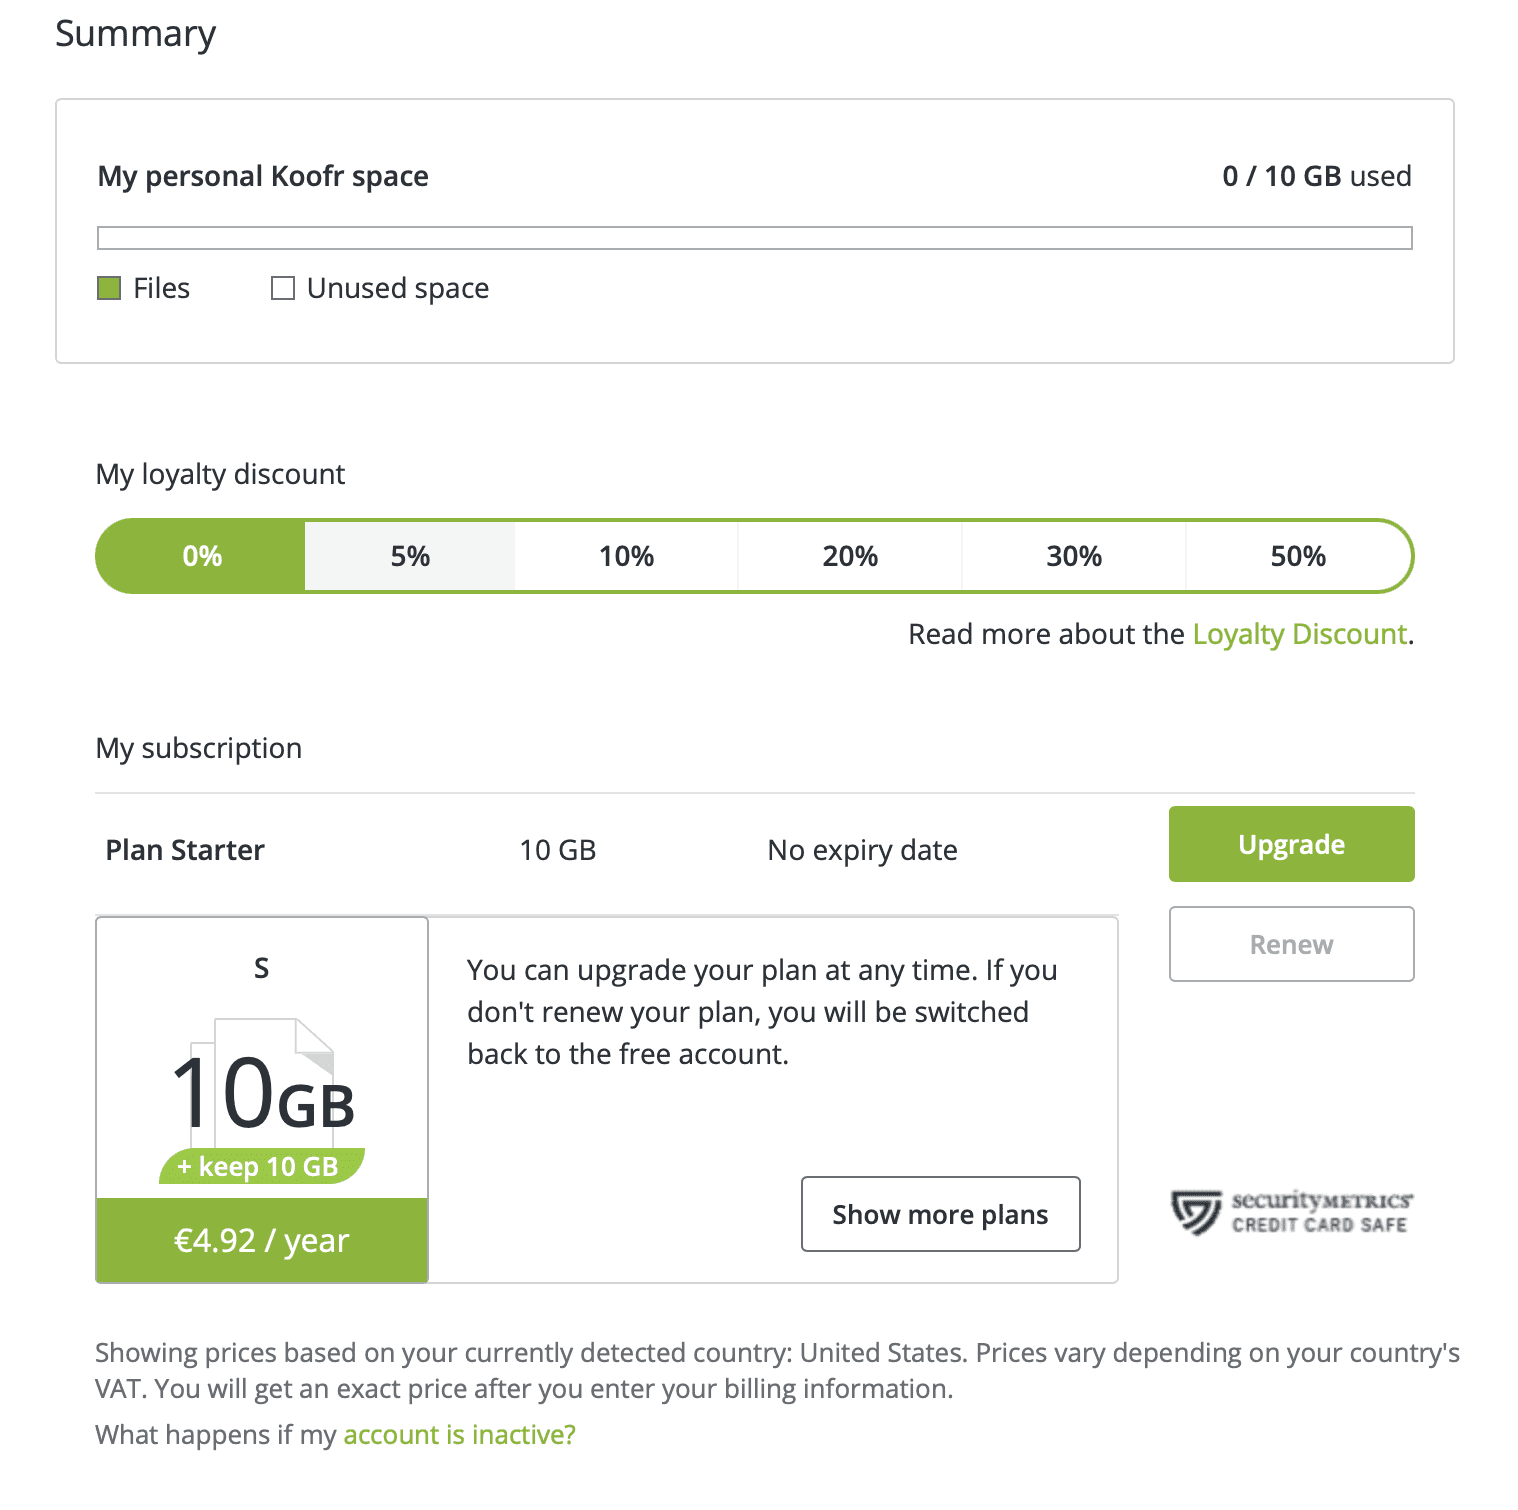 Summary
My personal Koofr space
0 / 10 GB used
Files
Unused space
My loyalty discount
0%
5%
10%
20%
30%
50%
Read more about the Loyalty Discount.
My subscription
Plan Starter
10 GB
No expiry date
Upgrade
Renew
S
10GB
+ keep 10 GB
€4.92 / year
You can upgrade your plan at any time. If you
don't renew your plan, you will be switched
back to the free account.
Show more plans
securityMETRICS
CREDIT CARD SAFE
Showing prices based on your currently detected country: United States. Prices vary depending on your country's
VAT. You will get an exact price after you enter your billing information.
What happens if my account is inactive?